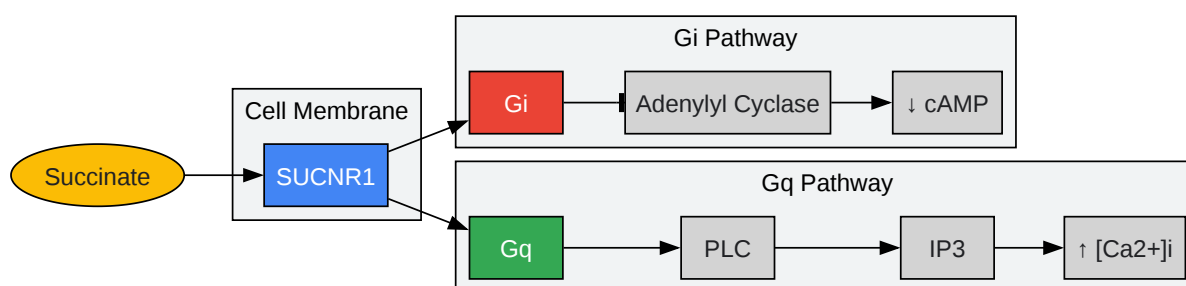 Gi Pathway
Gi
Adenylyl Cyclase
↓ cAMP
Cell Membrane
Succinate
SUCNR1
Gq Pathway
Gq
PLC
IP3
↑ [Ca2+]i